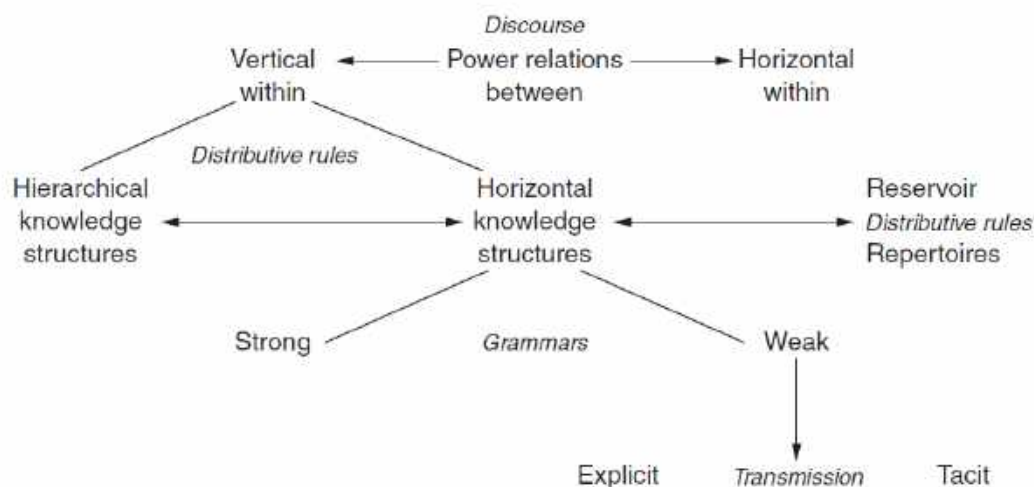 Discourse
Vertical Power relations Horizontal
within between within
Distributive rules
Hierarchical Horizontal Reservoir
knowledge knowledge Distributive rules
structures structures Repertoires
Strong Grammars Weak
Explicit Transmission Tacit